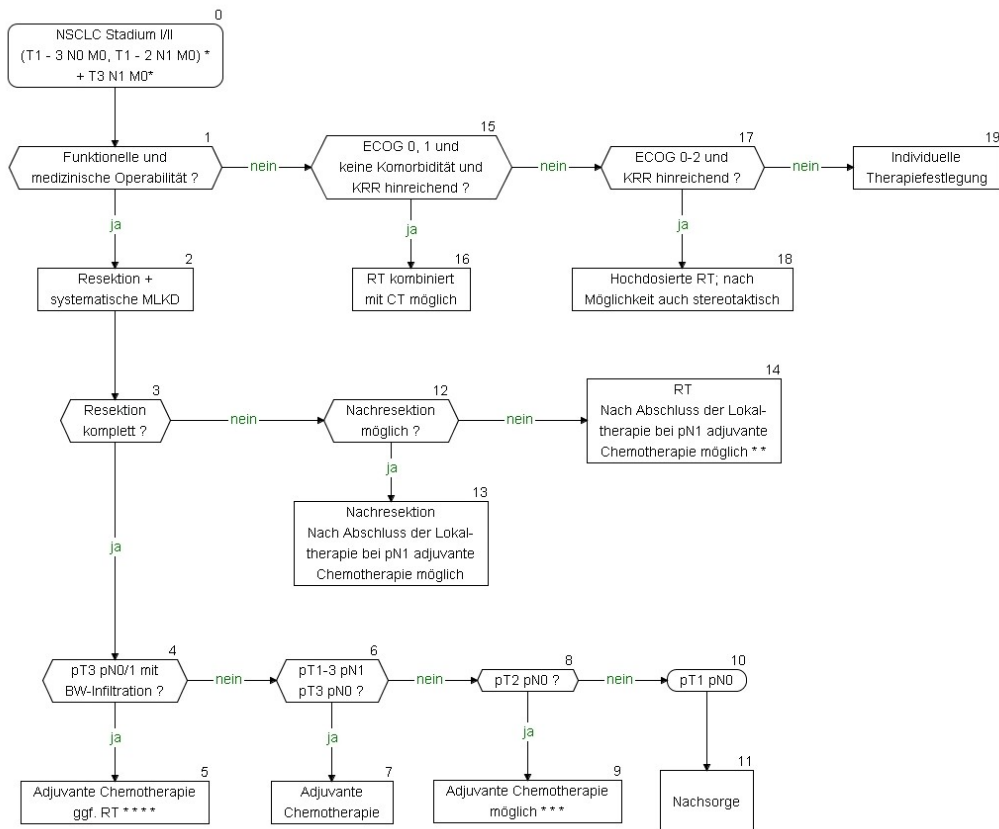 0
NSCLC Stadium I/II
(T1 - 3 N0 M0, T1 - 2 N1 M0) *
+ T3 N1 M0*
1
Funktionelle und
medizinische Operabilität ?
nein
15
ECOG 0, 1 und
keine Komorbidität und
KRR hinreichend ?
nein
17
ECOG 0-2 und
KRR hinreichend ?
nein
19
Individuelle
Therapiefestlegung
ja
ja
ja
2
Resektion +
systematische MLKD
16
RT kombiniert
mit CT möglich
18
Hochdosierte RT; nach
Möglichkeit auch stereotaktisch
3
Resektion
komplett ?
nein
12
Nachresektion
möglich ?
nein
14
RT
Nach Abschluss der Lokal-
therapie bei pN1 adjuvante
Chemotherapie möglich * *
ja
13
Nachresektion
Nach Abschluss der Lokal-
therapie bei pN1 adjuvante
Chemotherapie möglich
ja
4
pT3 pN0/1 mit
BW-Infiltration ?
nein
6
pT1-3 pN1
pT3 pN0 ?
nein
8
pT2 pN0 ?
nein
10
pT1 pN0
ja
ja
ja
5
Adjuvante Chemotherapie
ggf. RT * * * *
7
Adjuvante
Chemotherapie
9
Adjuvante Chemotherapie
möglich * * *
11
Nachsorge